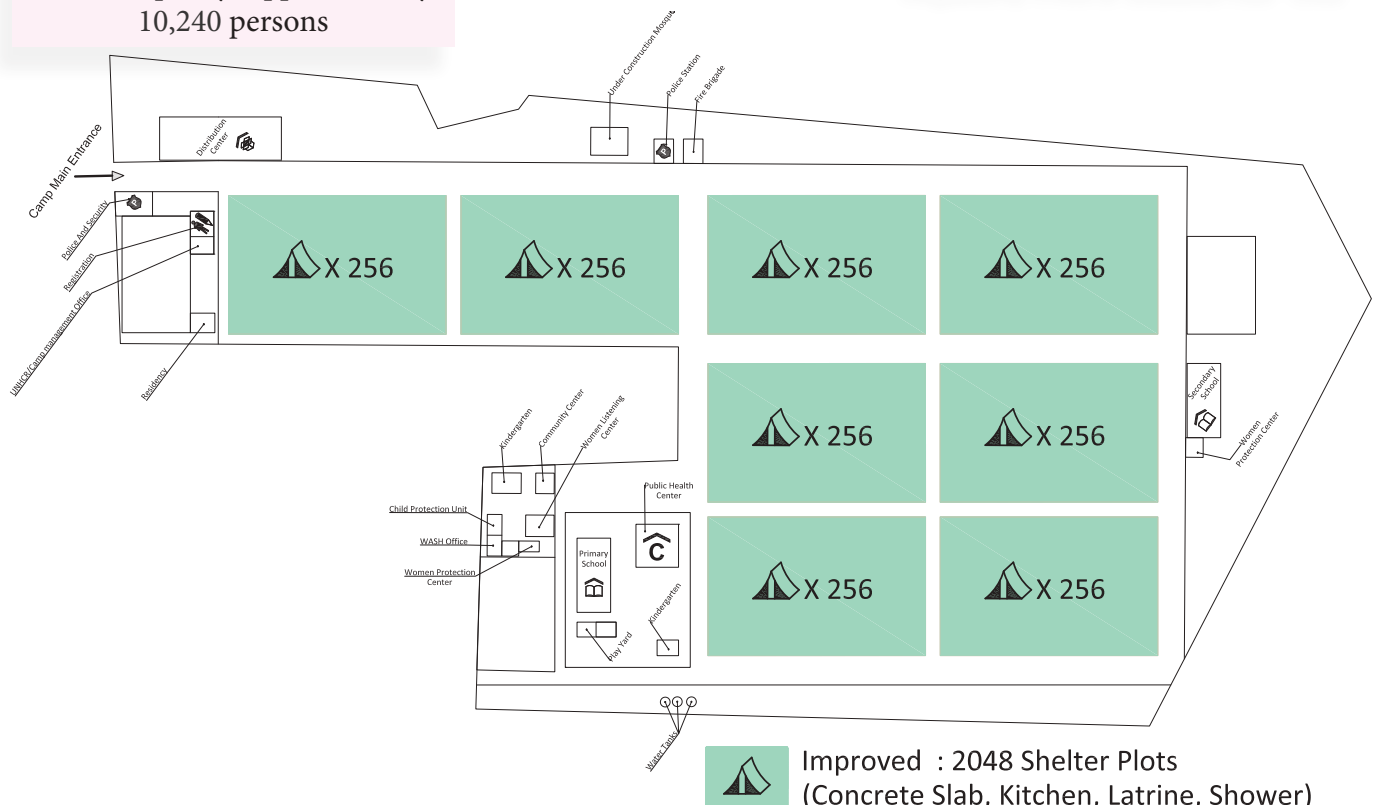 10,240 persons
Under Construction Mosque
Police Station
Fire Brigade
Distribution
Center
Camp Main Entrance
Police And Security
Registration
UNHCR/Camp management Office
Residency
X 256
X 256
X 256
X 256
X 256
X 256
X 256
X 256
Secondary
School
Women
Protection Center
Kindergarten
Community Center
Women Listening
Center
Child Protection Unit
WASH Office
Women Protection
Center
Public Health
Center
C
Primary
School
Play Yard
Kindergarten
Water Tanks
Improved : 2048 Shelter Plots
(Concrete Slab, Kitchen, Latrine, Shower)